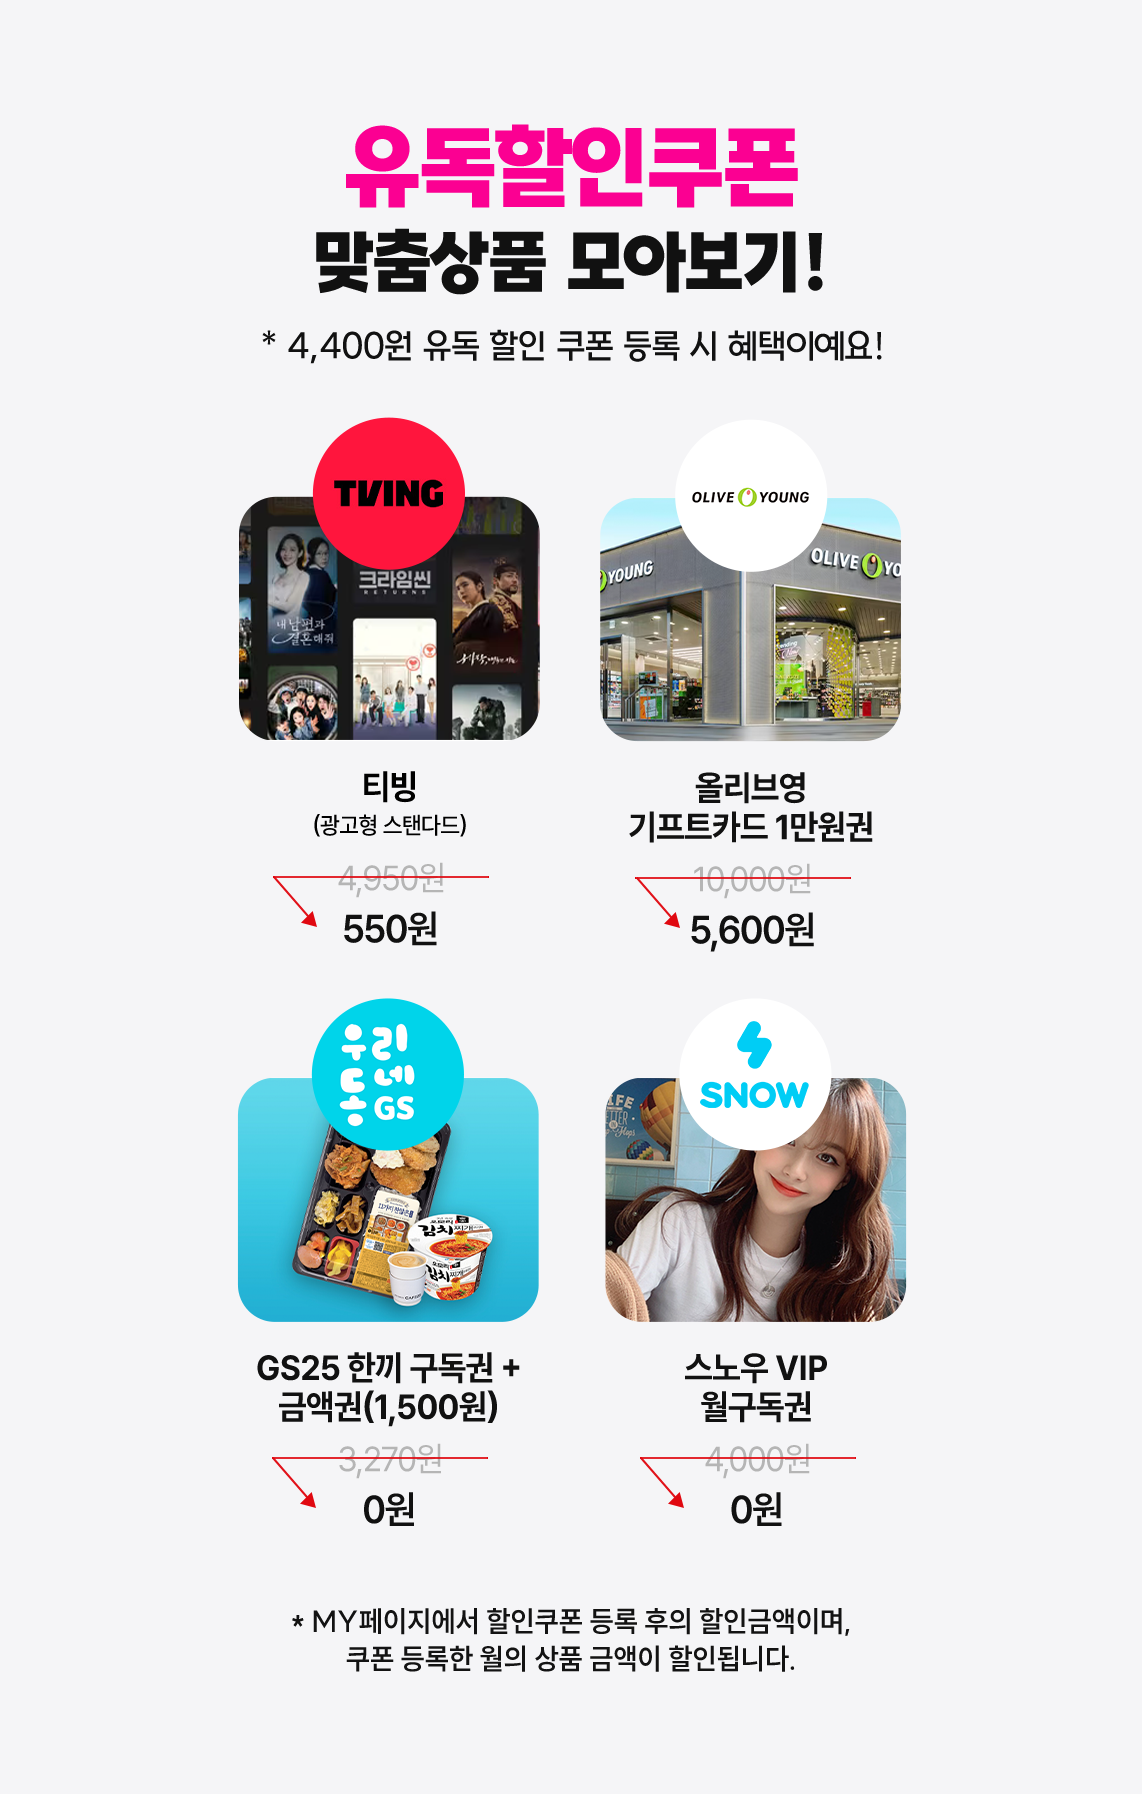 유독할인쿠폰
맞춤상품 모아보기!
* 4,400원 유독 할인 쿠폰 등록 시 혜택이예요!
TVING
크라임씬
RETURNS
내 남편과
결혼해줘
OLIVE YOUNG
YOUNG
OLIVE YO
티빙
(광고형 스탠다드)
4,950원
550원
올리브영
기프트카드 1만원권
10,000원
5,600원
우리
동네
GS
김치찌개
김치찌개
SNOW
GS25 한끼 구독권 +
금액권(1,500원)
3,270원
0원
스노우 VIP
월구독권
4,000원
0원
* MY페이지에서 할인쿠폰 등록 후의 할인금액이며,
쿠폰 등록한 월의 상품 금액이 할인됩니다.